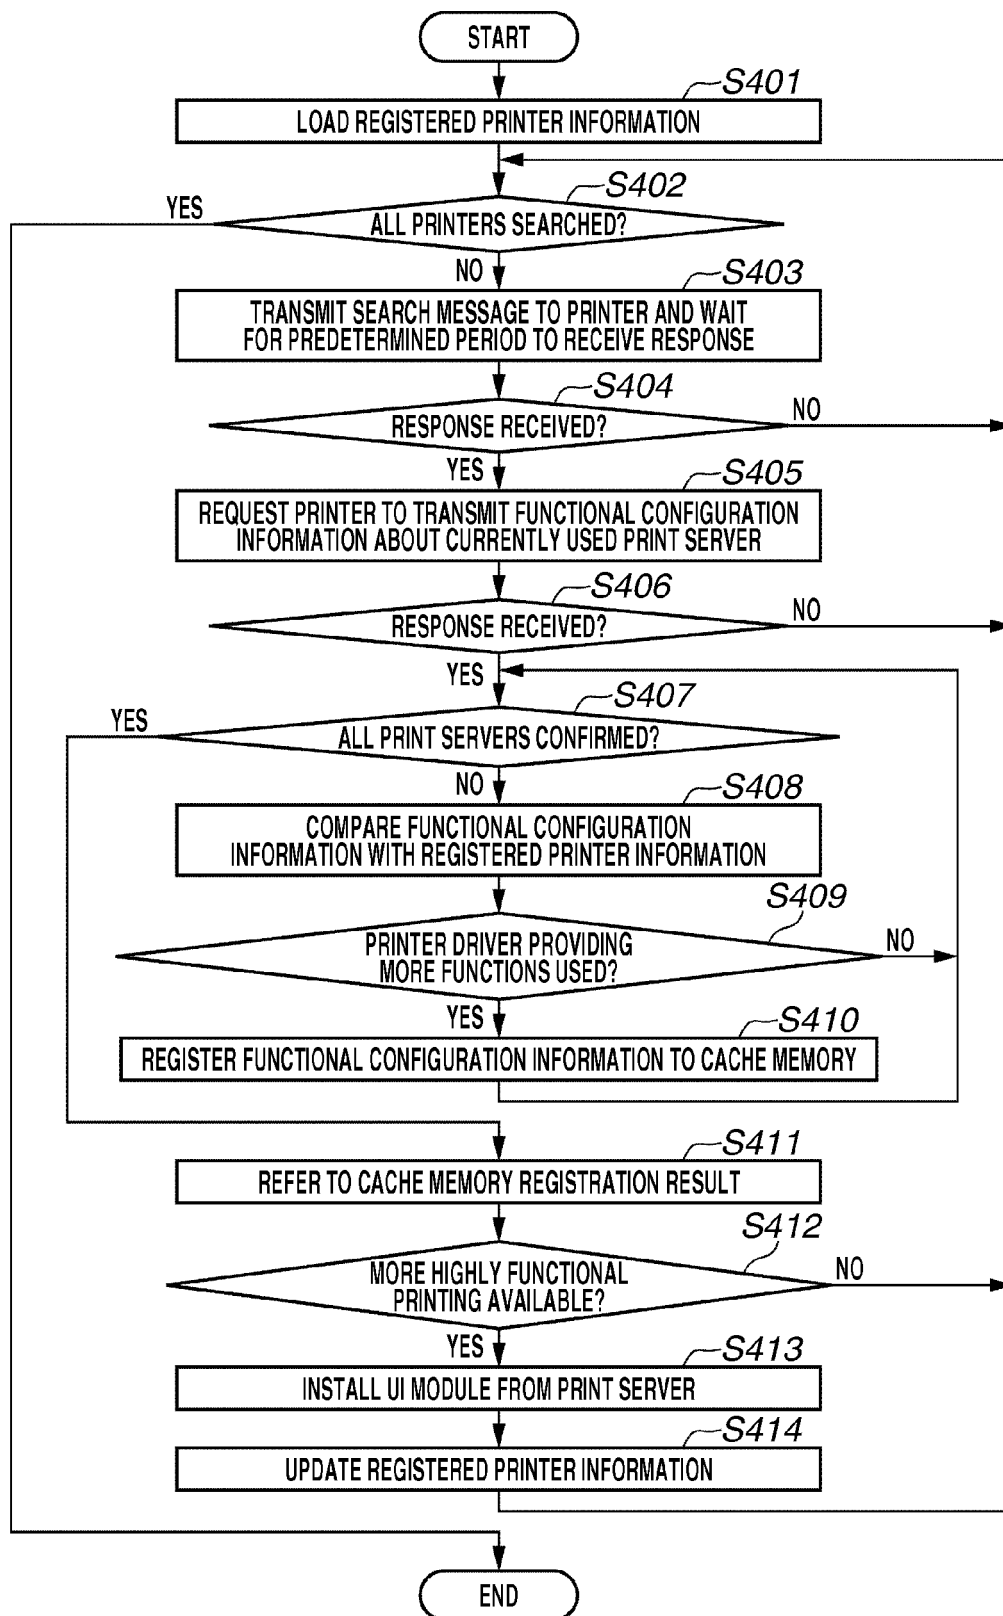 START
S401
LOAD REGISTERED PRINTER INFORMATION
S402
YES
ALL PRINTERS SEARCHED?
NO
S403
TRANSMIT SEARCH MESSAGE TO PRINTER AND WAIT
FOR PREDETERMINED PERIOD TO RECEIVE RESPONSE
S404
RESPONSE RECEIVED?
NO
YES
S405
REQUEST PRINTER TO TRANSMIT FUNCTIONAL CONFIGURATION
INFORMATION ABOUT CURRENTLY USED PRINT SERVER
S406
RESPONSE RECEIVED?
NO
YES
S407
YES
ALL PRINT SERVERS CONFIRMED?
NO
S408
COMPARE FUNCTIONAL CONFIGURATION
INFORMATION WITH REGISTERED PRINTER INFORMATION
S409
PRINTER DRIVER PROVIDING
MORE FUNCTIONS USED?
NO
YES
S410
REGISTER FUNCTIONAL CONFIGURATION INFORMATION TO CACHE MEMORY
S411
REFER TO CACHE MEMORY REGISTRATION RESULT
S412
MORE HIGHLY FUNCTIONAL
PRINTING AVAILABLE?
NO
YES
S413
INSTALL UI MODULE FROM PRINT SERVER
S414
UPDATE REGISTERED PRINTER INFORMATION
END